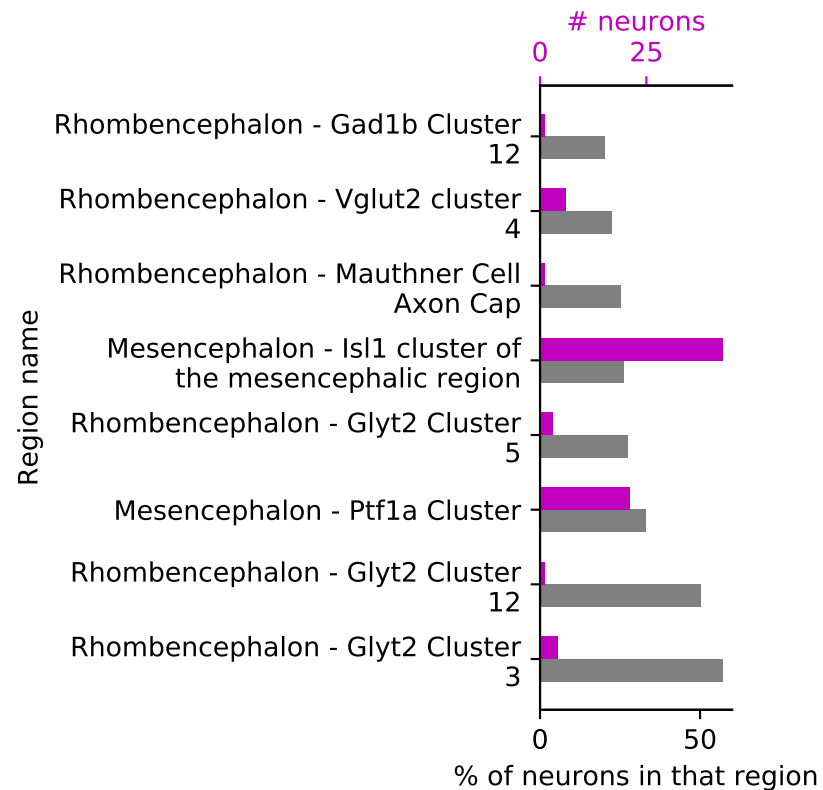 # neurons
0 25
Rhombencephalon - Gad1b Cluster
12
Rhombencephalon - Vglut2 cluster
4
Rhombencephalon - Mauthner Cell
Axon Cap
Mesencephalon - Isl1 cluster of
the mesencephalic region
Rhombencephalon - Glyt2 Cluster
5
Mesencephalon - Ptf1a Cluster
Rhombencephalon - Glyt2 Cluster
12
Rhombencephalon - Glyt2 Cluster
3
Region name
0 50
% of neurons in that region